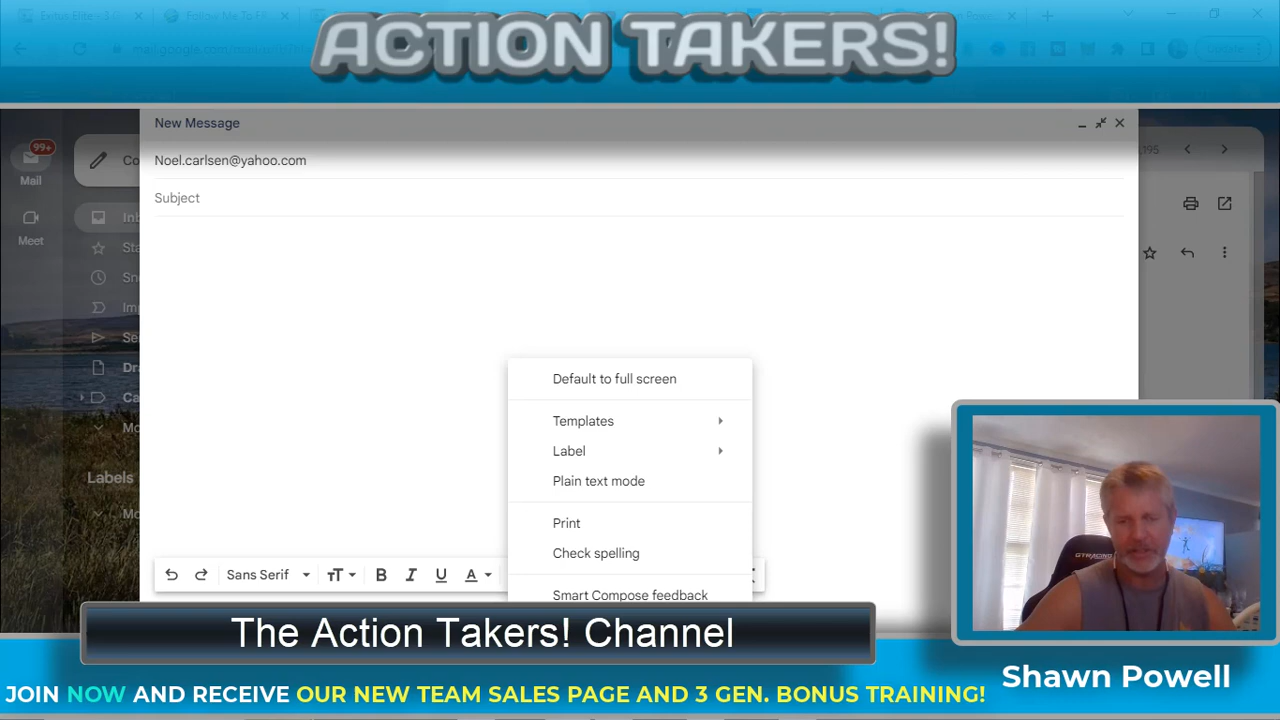 ACTION TAKERS!
New Message
99+
Mail
Noel.carlsen@yahoo.com
Subject
Meet
Labels
Default to full screen
Templates
Label
Plain text mode
Print
Check spelling
Smart Compose feedback
Sans Serif
B I U A
GTRACING
The Action Takers! Channel
Shawn Powell
JOIN NOW AND RECEIVE OUR NEW TEAM SALES PAGE AND 3 GEN. BONUS TRAINING!